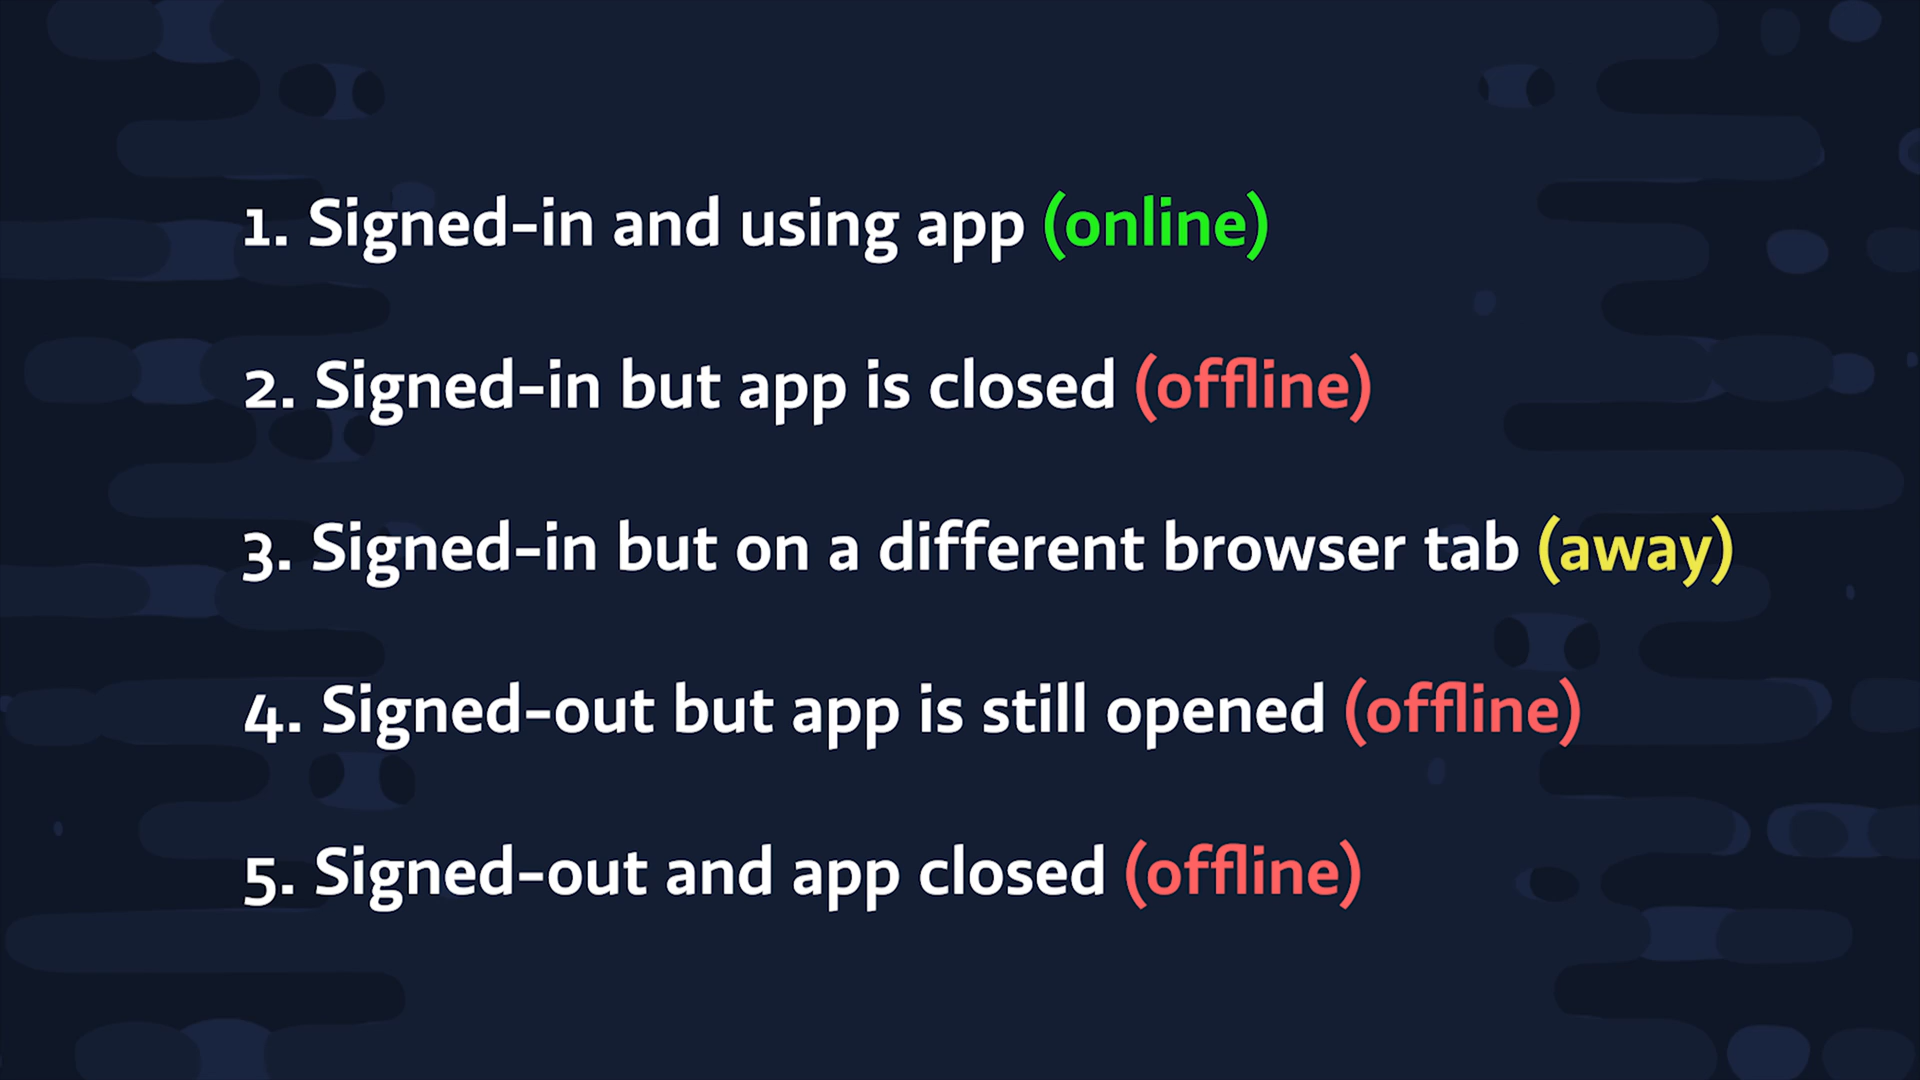 1. Signed-in and using app (online)
2. Signed-in but app is closed (offline)
3. Signed-in but on a different browser tab (away)
4. Signed-out but app is still opened (offline)
5. Signed-out and app closed (offline)